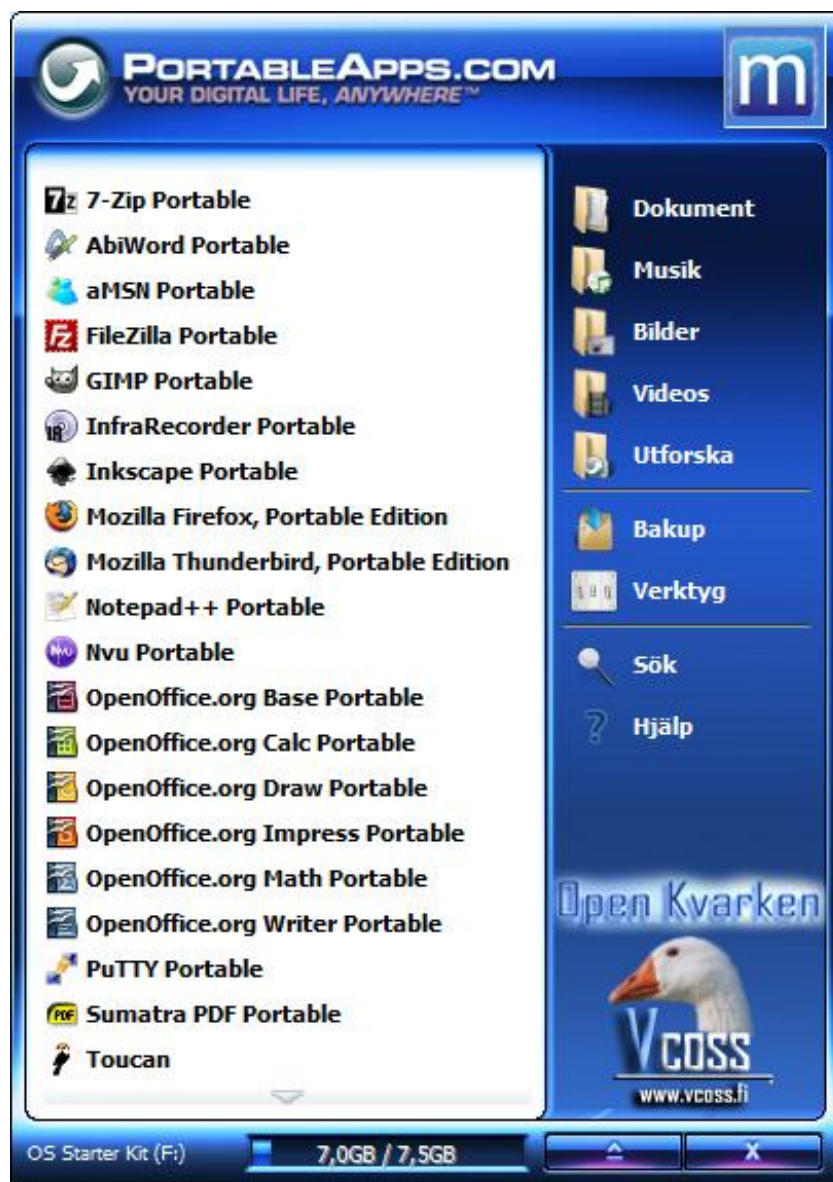 PORTABLEAPPS.COM
YOUR DIGITAL LIFE, ANYWHERE™
m
7-Zip Portable
AbiWord Portable
aMSN Portable
FileZilla Portable
GIMP Portable
InfraRecorder Portable
Inkscape Portable
Mozilla Firefox, Portable Edition
Mozilla Thunderbird, Portable Edition
Notepad++ Portable
Nvu Portable
OpenOffice.org Base Portable
OpenOffice.org Calc Portable
OpenOffice.org Draw Portable
OpenOffice.org Impress Portable
OpenOffice.org Math Portable
OpenOffice.org Writer Portable
PuTTY Portable
Sumatra PDF Portable
Toucan
Dokument
Musik
Bilder
Videos
Utforska
Bakup
Verktyg
Sök
Hjälp
Open Kvarken
VCOSS
www.vcoss.fi
OS Starter Kit (F:)
7,0GB / 7,5GB
X